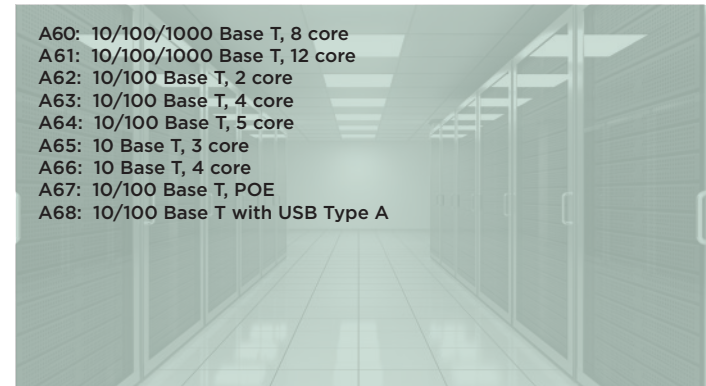 A60: 10/100/1000 Base T, 8 core
A61: 10/100/1000 Base T, 12 core
A62: 10/100 Base T, 2 core
A63: 10/100 Base T, 4 core
A64: 10/100 Base T, 5 core
A65: 10 Base T, 3 core
A66: 10 Base T, 4 core
A67: 10/100 Base T, POE
A68: 10/100 Base T with USB Type A